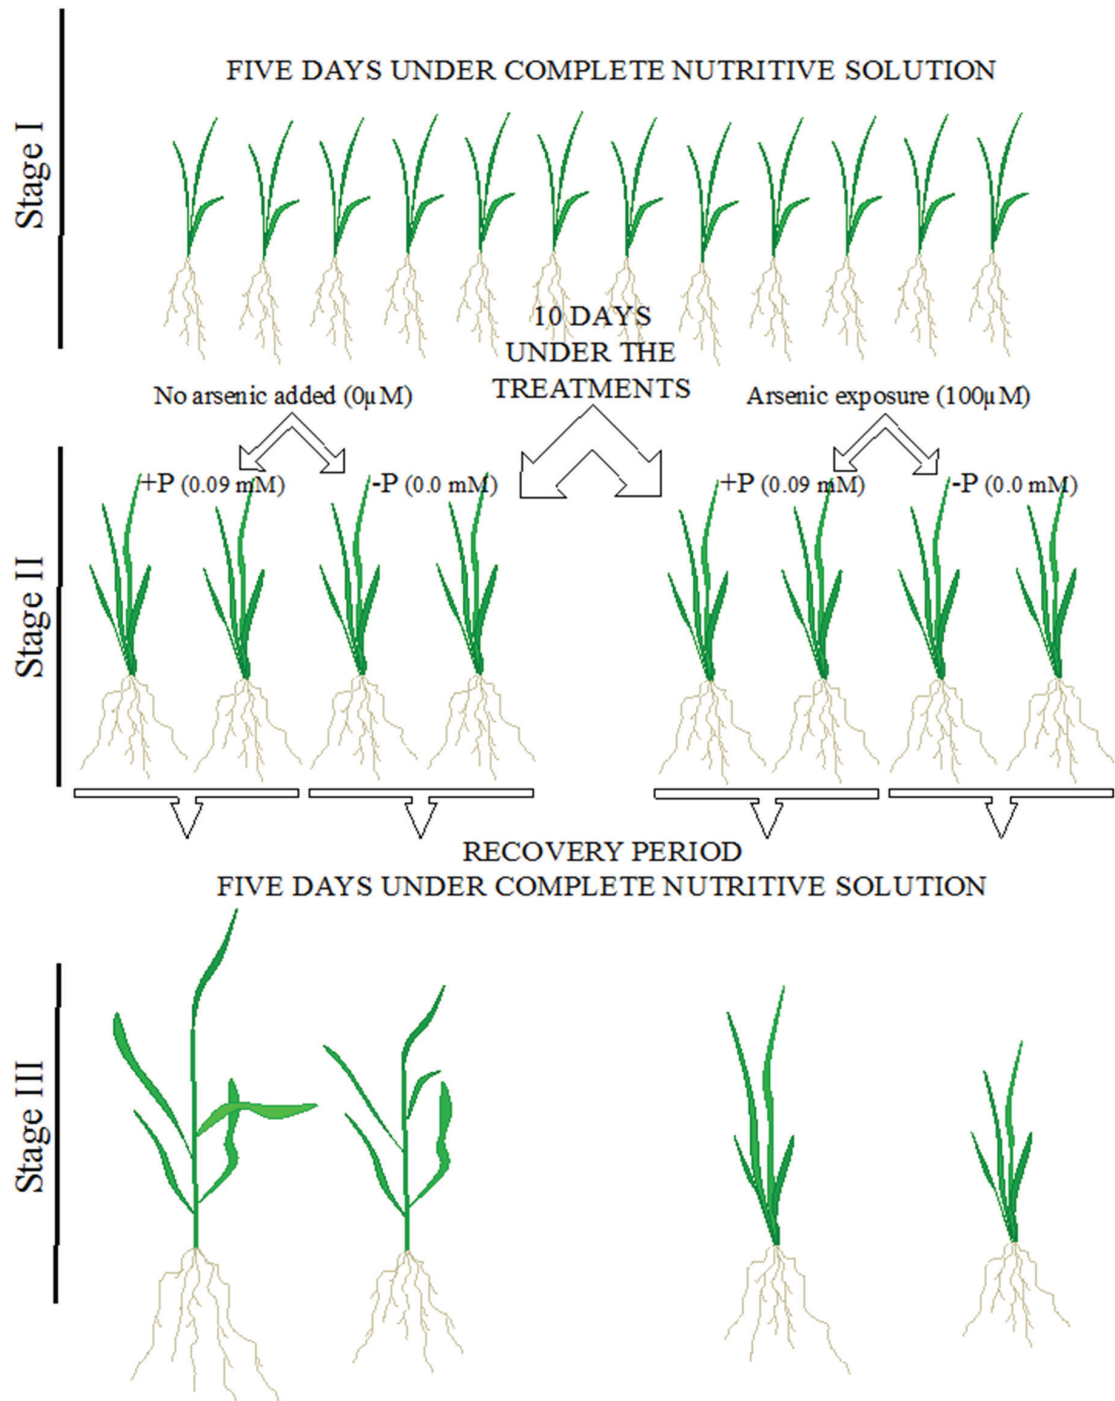 Stage I
FIVE DAYS UNDER COMPLETE NUTRITIVE SOLUTION
10 DAYS
UNDER THE
TREATMENTS
No arsenic added (0µM)
Arsenic exposure (100µM)
Stage II
+P (0.09 mM)
-P (0.0 mM)
+P (0.09 mM)
-P (0.0 mM)
RECOVERY PERIOD
FIVE DAYS UNDER COMPLETE NUTRITIVE SOLUTION
Stage III